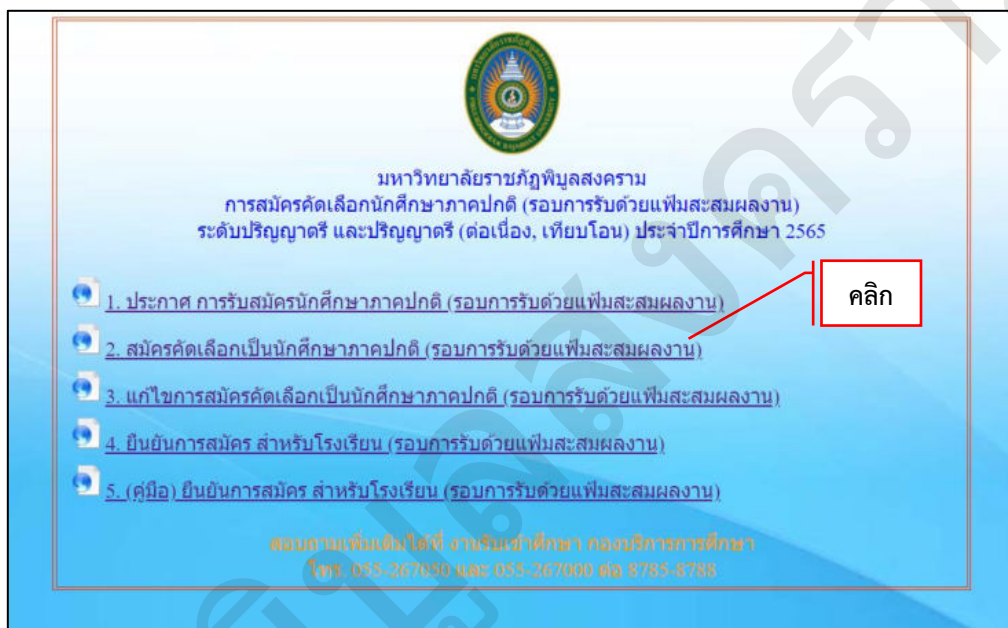 มหาวิทยาลัยราชภัฏพิบูลสงคราม
การสมัครคัดเลือกนักศึกษาภาคปกติ (รอบการรับด้วยแฟ้มสะสมผลงาน)
ระดับปริญญาตรี และปริญญาตรี (ต่อเนื่อง, เทียบโอน) ประจำปีการศึกษา 2565
1. ประกาศ การรับสมัครนักศึกษาภาคปกติ (รอบการรับด้วยแฟ้มสะสมผลงาน)
คลิก
2. สมัครคัดเลือกเป็นนักศึกษาภาคปกติ (รอบการรับด้วยแฟ้มสะสมผลงาน)
3. แก้ไขการสมัครคัดเลือกเป็นนักศึกษาภาคปกติ (รอบการรับด้วยแฟ้มสะสมผลงาน)
4. ยืนยันการสมัคร สำหรับโรงเรียน (รอบการรับด้วยแฟ้มสะสมผลงาน)
5. (คู่มือ) ยืนยันการสมัคร สำหรับโรงเรียน (รอบการรับด้วยแฟ้มสะสมผลงาน)
สอบถามเพิ่มเติมได้ที่ งานรับเข้าศึกษา กองบริการการศึกษา
โทร. 055-267050 และ 055-267000 ต่อ 8785-8788